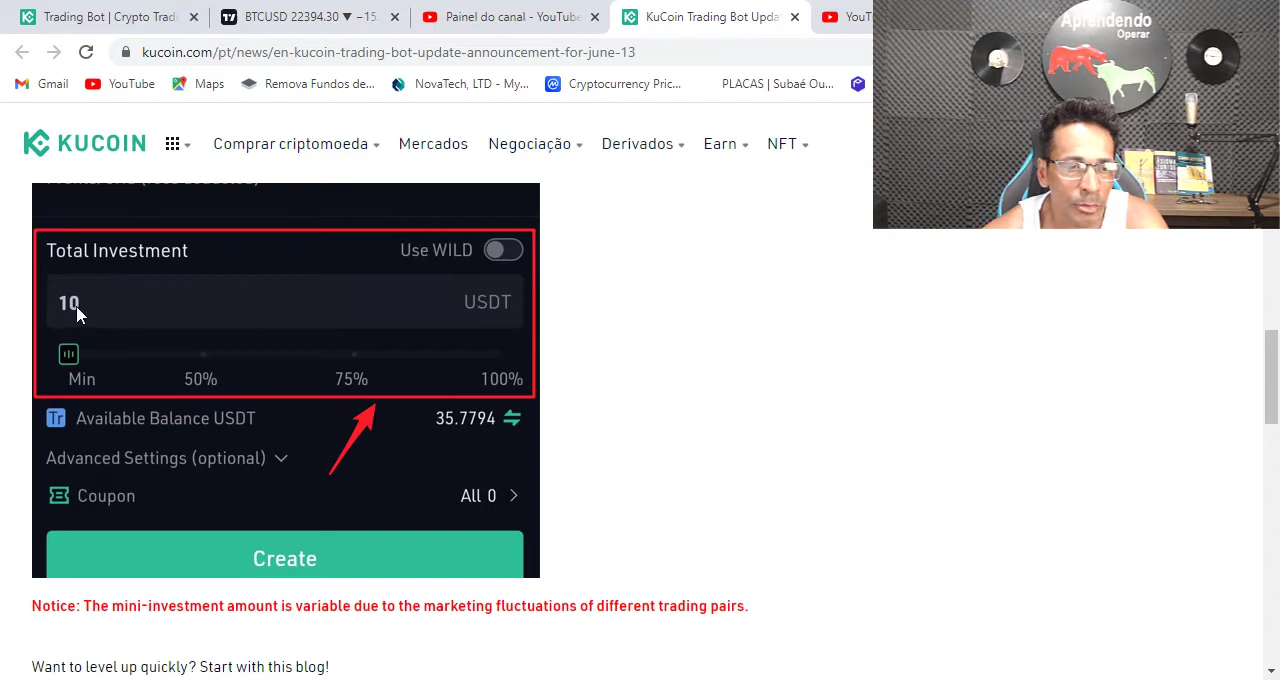 Bot | Crypto Tradi
BTCUSD 22394.30 ▼ −15.
Painel do canal - YouTube
KuCoin Trading Bot Upda
YouT
kucoin.com/pt/news/en-kucoin-trading-bot-update-announcement-for-june-13
Gmail
YouTube
Maps
Renove Fundos de...
NovaTech, LTD - My...
Cryptocurrency Pric...
PLACAS | Subaé Ou...
Aprendendo
Operar
KUCOIN
Comprar criptomoeda
Mercados
Negociação
Derivados
Earn
NFT
Total Investment
Use WILD
10
USDT
Min 50% 75% 100%
Tr Available Balance USDT 35.7794
Advanced Settings (optional)
Coupon
All 0
Create
Notice: The mini-investment amount is variable due to the marketing fluctuations of different trading pairs.
Want to level up quickly? Start with this blog!